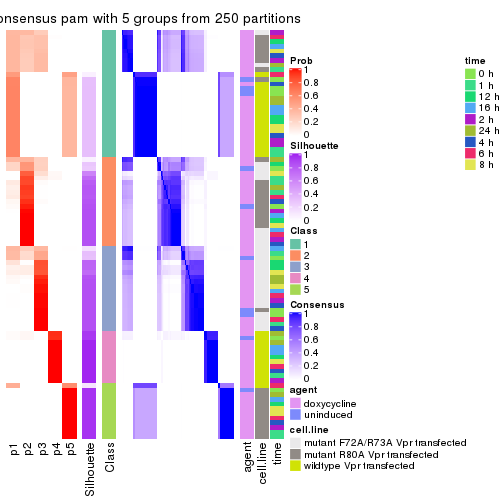 onsensus pam with 5 groups from 250 partitions
Prob
1
0.8
0.6
0.4
0.2
0
Silhouette
1
0.8
0.6
0.4
0.2
0
Class
1
2
3
4
5
Consensus
1
0.8
0.6
0.4
0.2
0
agent
doxycycline
uninduced
cell.line
mutant F72A/R73A Vpr transfected
mutant R80A Vpr transfected
wildtype Vpr transfected
time
0 h
1 h
12 h
16 h
2 h
24 h
4 h
6 h
8 h
p1
p2
p3
p4
p5
Silhouette
Class
agent
cell.line
time